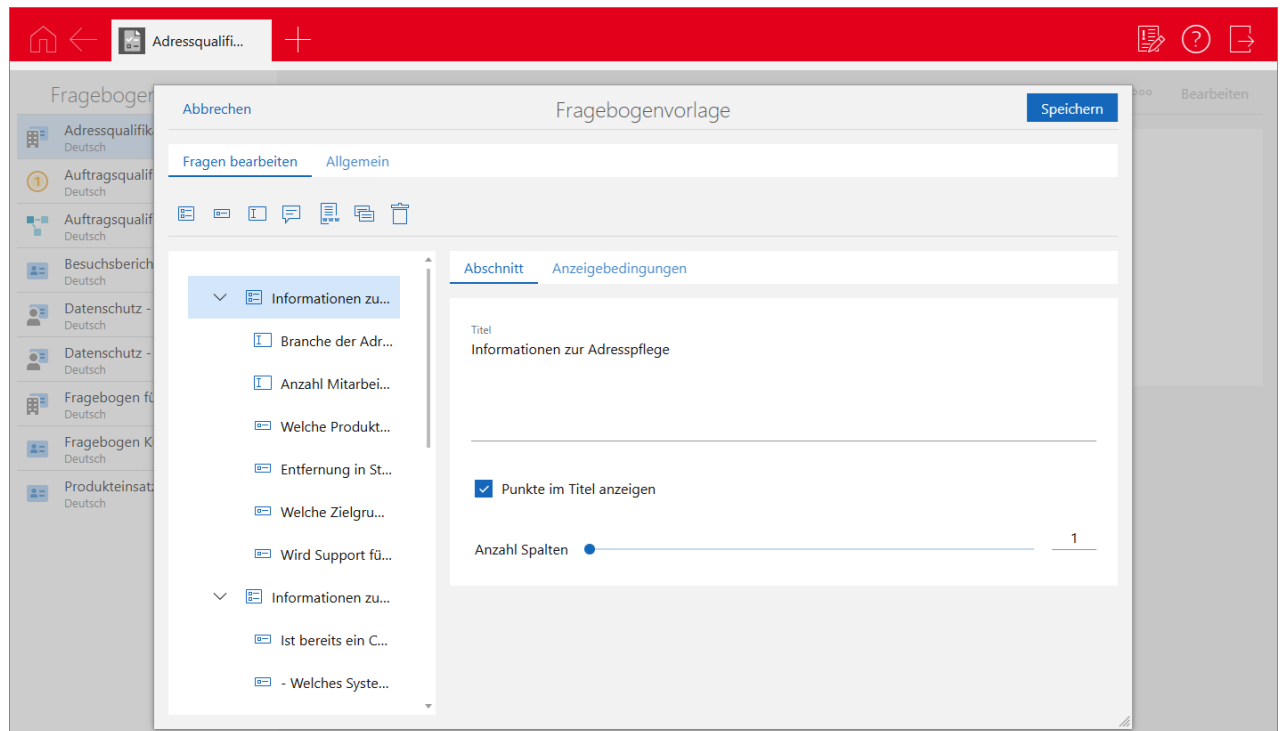 Adressqualifi...
Fragebogen
Bearbeiten
Adressqualifik
Deutsch
Auftragsqualif
Deutsch
Auftragsqualif
Deutsch
Besuchsberich
Deutsch
Datenschutz -
Deutsch
Datenschutz -
Deutsch
Fragebogen fü
Deutsch
Fragebogen K
Deutsch
Produkteinsatz
Deutsch
Abbrechen
Fragebogenvorlage
Speichern
Fragen bearbeiten
Allgemein
Informationen zu...
Branche der Adr...
Anzahl Mitarbei...
Welche Produkt...
Entfernung in St...
Welche Zielgru...
Wird Support fü...
Informationen zu...
Ist bereits ein C...
- Welches Syste...
Abschnitt
Anzeigebedingungen
Titel
Informationen zur Adresspflege
Punkte im Titel anzeigen
Anzahl Spalten
1